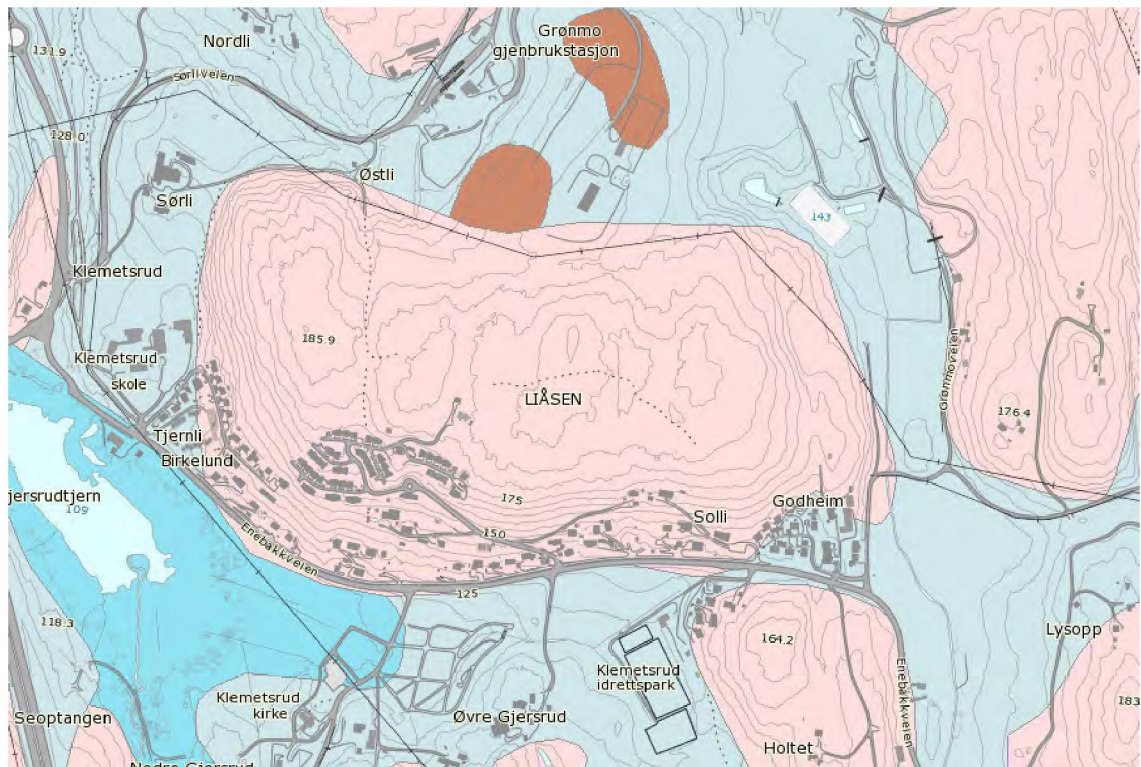 Grønmo
gjenbrukstasjon
Nordli
131.9
Sørliveien
128.0
Østli
Sørli
143
Klemetsrud
185.9
Klemetsrud
skole
Grønmoveien
LIÅSEN
176.4
Tjernli
Birkelund
jersrudtjern
109
175
Godheim
Solli
150
Enebakkveien
125
118.3
Lysopp
164.2
Klemetsrud
idrettspark
Enebakkveien
Klemetsrud
kirke
Øvre Gjersrud
Seoptangen
183
Holtet
Nedre Gjersrud